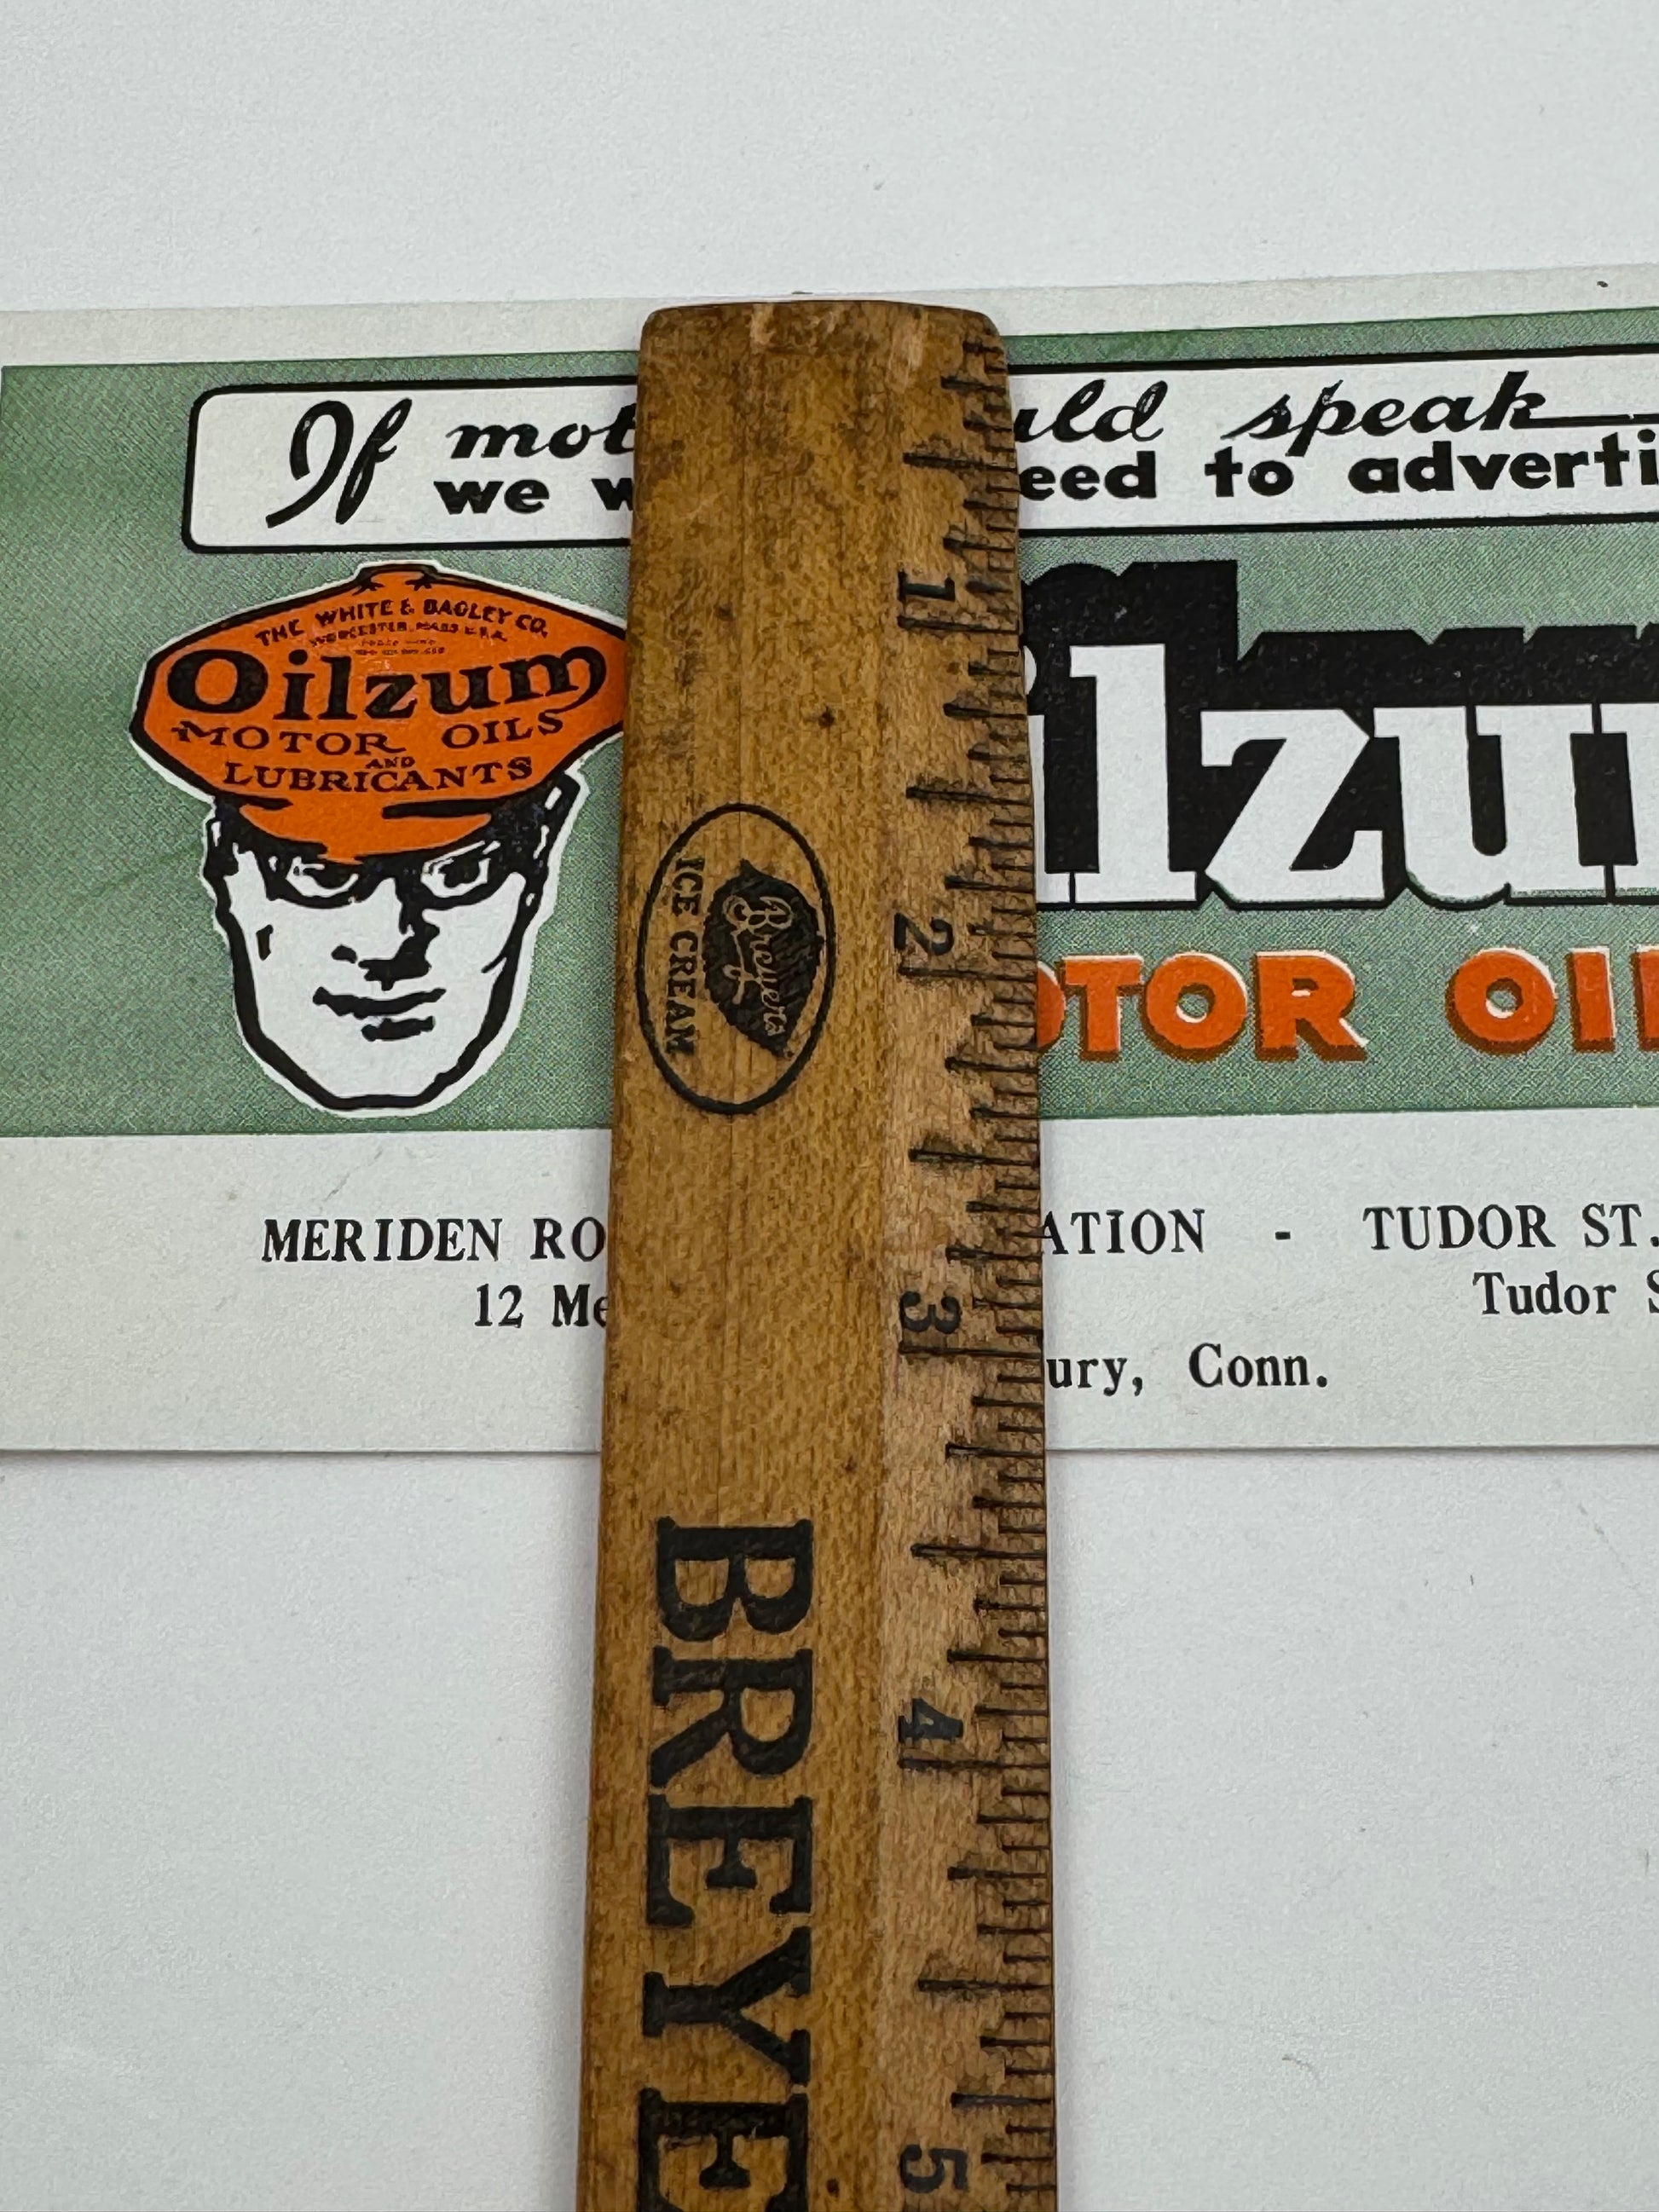 If mot uld speak
we w eed to adverti
THE WHITE & BAGLEY CO.
WORCESTER, MASS. U.S.A.
Oilzum
MOTOR OILS
AND
LUBRICANTS
ilzu
OTOR OI
MERIDEN RO ATION - TUDOR ST.
12 Me Tudor S
ury, Conn.
Breyers
ICE CREAM
BREYE
1
2
3
4
5